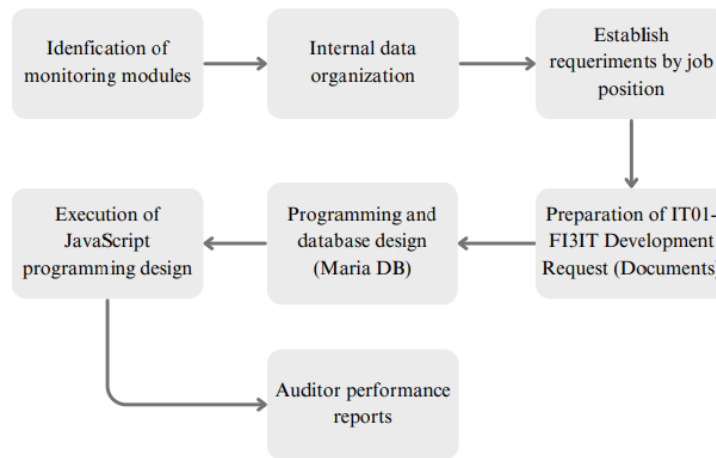 Idenfication of
monitoring modules
Internal data
organization
Establish
requeriments by job
position
Preparation of IT01-
FI3IT Development
Request (Documents)
Programming and
database design
(Maria DB)
Execution of
JavaScript
programming design
Auditor performance
reports